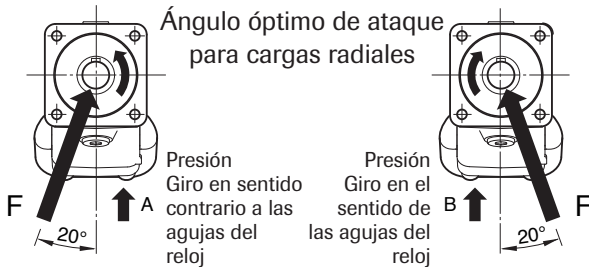 Ángulo óptimo de ataque
para cargas radiales
F
20°
A
Presión
Giro en sentido
contrario a las
agujas del
reloj
Presión
Giro en el
sentido de
las agujas del
reloj
B
20°
F